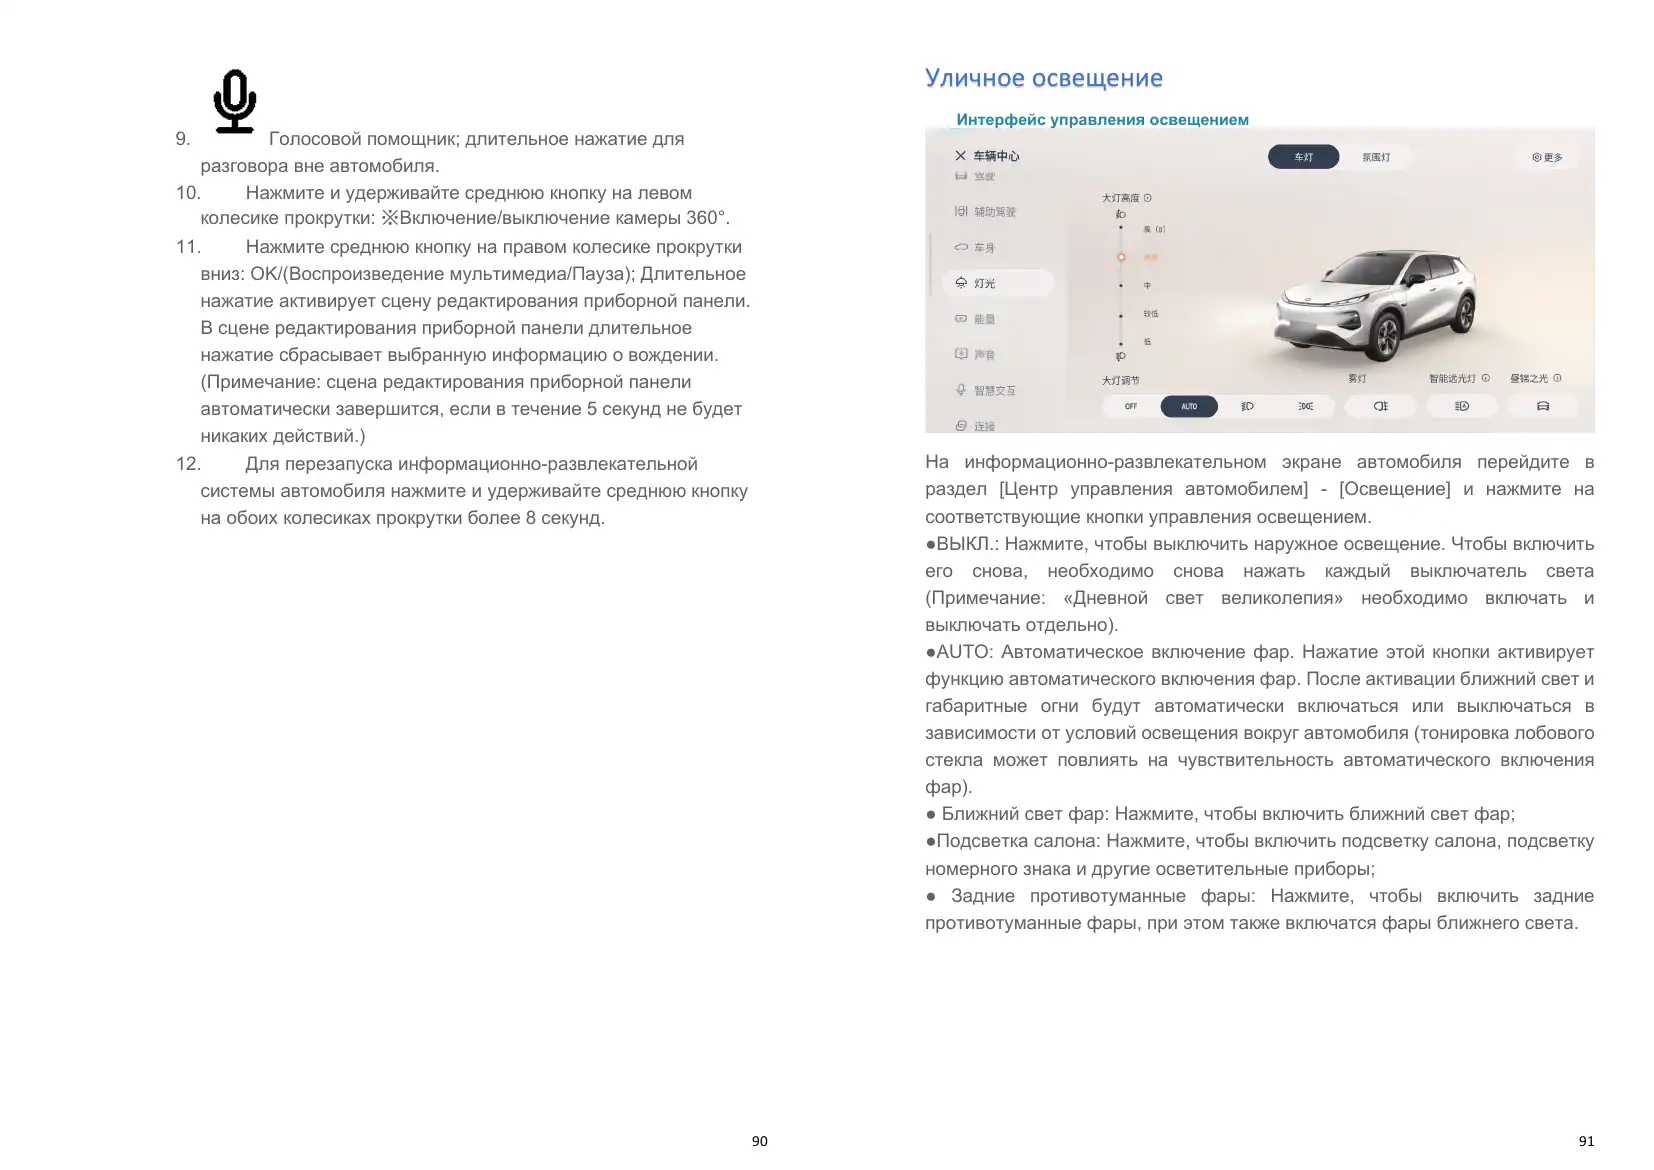 9. Голосовой помощник; длительное нажатие для
разговора вне автомобиля.
10. Нажмите и удерживайте среднюю кнопку на левом
колесике прокрутки: ※Включение/выключение камеры 360°.
11. Нажмите среднюю кнопку на правом колесике прокрутки
вниз: OK/(Воспроизведение мультимедиа/Пауза); Длительное
нажатие активирует сцену редактирования приборной панели.
В сцене редактирования приборной панели длительное
нажатие сбрасывает выбранную информацию о вождении.
(Примечание: сцена редактирования приборной панели
автоматически завершится, если в течение 5 секунд не будет
никаких действий.)
12. Для перезапуска информационно-развлекательной
системы автомобиля нажмите и удерживайте среднюю кнопку
на обоих колесиках прокрутки более 8 секунд.
90
Уличное освещение
Интерфейс управления освещением
车辆中心
车灯
氛围灯
更多
驾驶
辅助驾驶
车身
灯光
能量
声音
智慧交互
连接
大灯高度
高 (0)
中
较低
低
大灯调节
雾灯
智能远光灯
昼锦之光
OFF
AUTO
На информационно-развлекательном экране автомобиля перейдите в
раздел [Центр управления автомобилем] - [Освещение] и нажмите на
соответствующие кнопки управления освещением.
●ВЫКЛ.: Нажмите, чтобы выключить наружное освещение. Чтобы включить
его снова, необходимо снова нажать каждый выключатель света
(Примечание: «Дневной свет великолепия» необходимо включать и
выключать отдельно).
●AUTO: Автоматическое включение фар. Нажатие этой кнопки активирует
функцию автоматического включения фар. После активации ближний свет и
габаритные огни будут автоматически включаться или выключаться в
зависимости от условий освещения вокруг автомобиля (тонировка лобового
стекла может повлиять на чувствительность автоматического включения
фар).
● Ближний свет фар: Нажмите, чтобы включить ближний свет фар;
●Подсветка салона: Нажмите, чтобы включить подсветку салона, подсветку
номерного знака и другие осветительные приборы;
● Задние противотуманные фары: Нажмите, чтобы включить задние
противотуманные фары, при этом также включатся фары ближнего света.
91